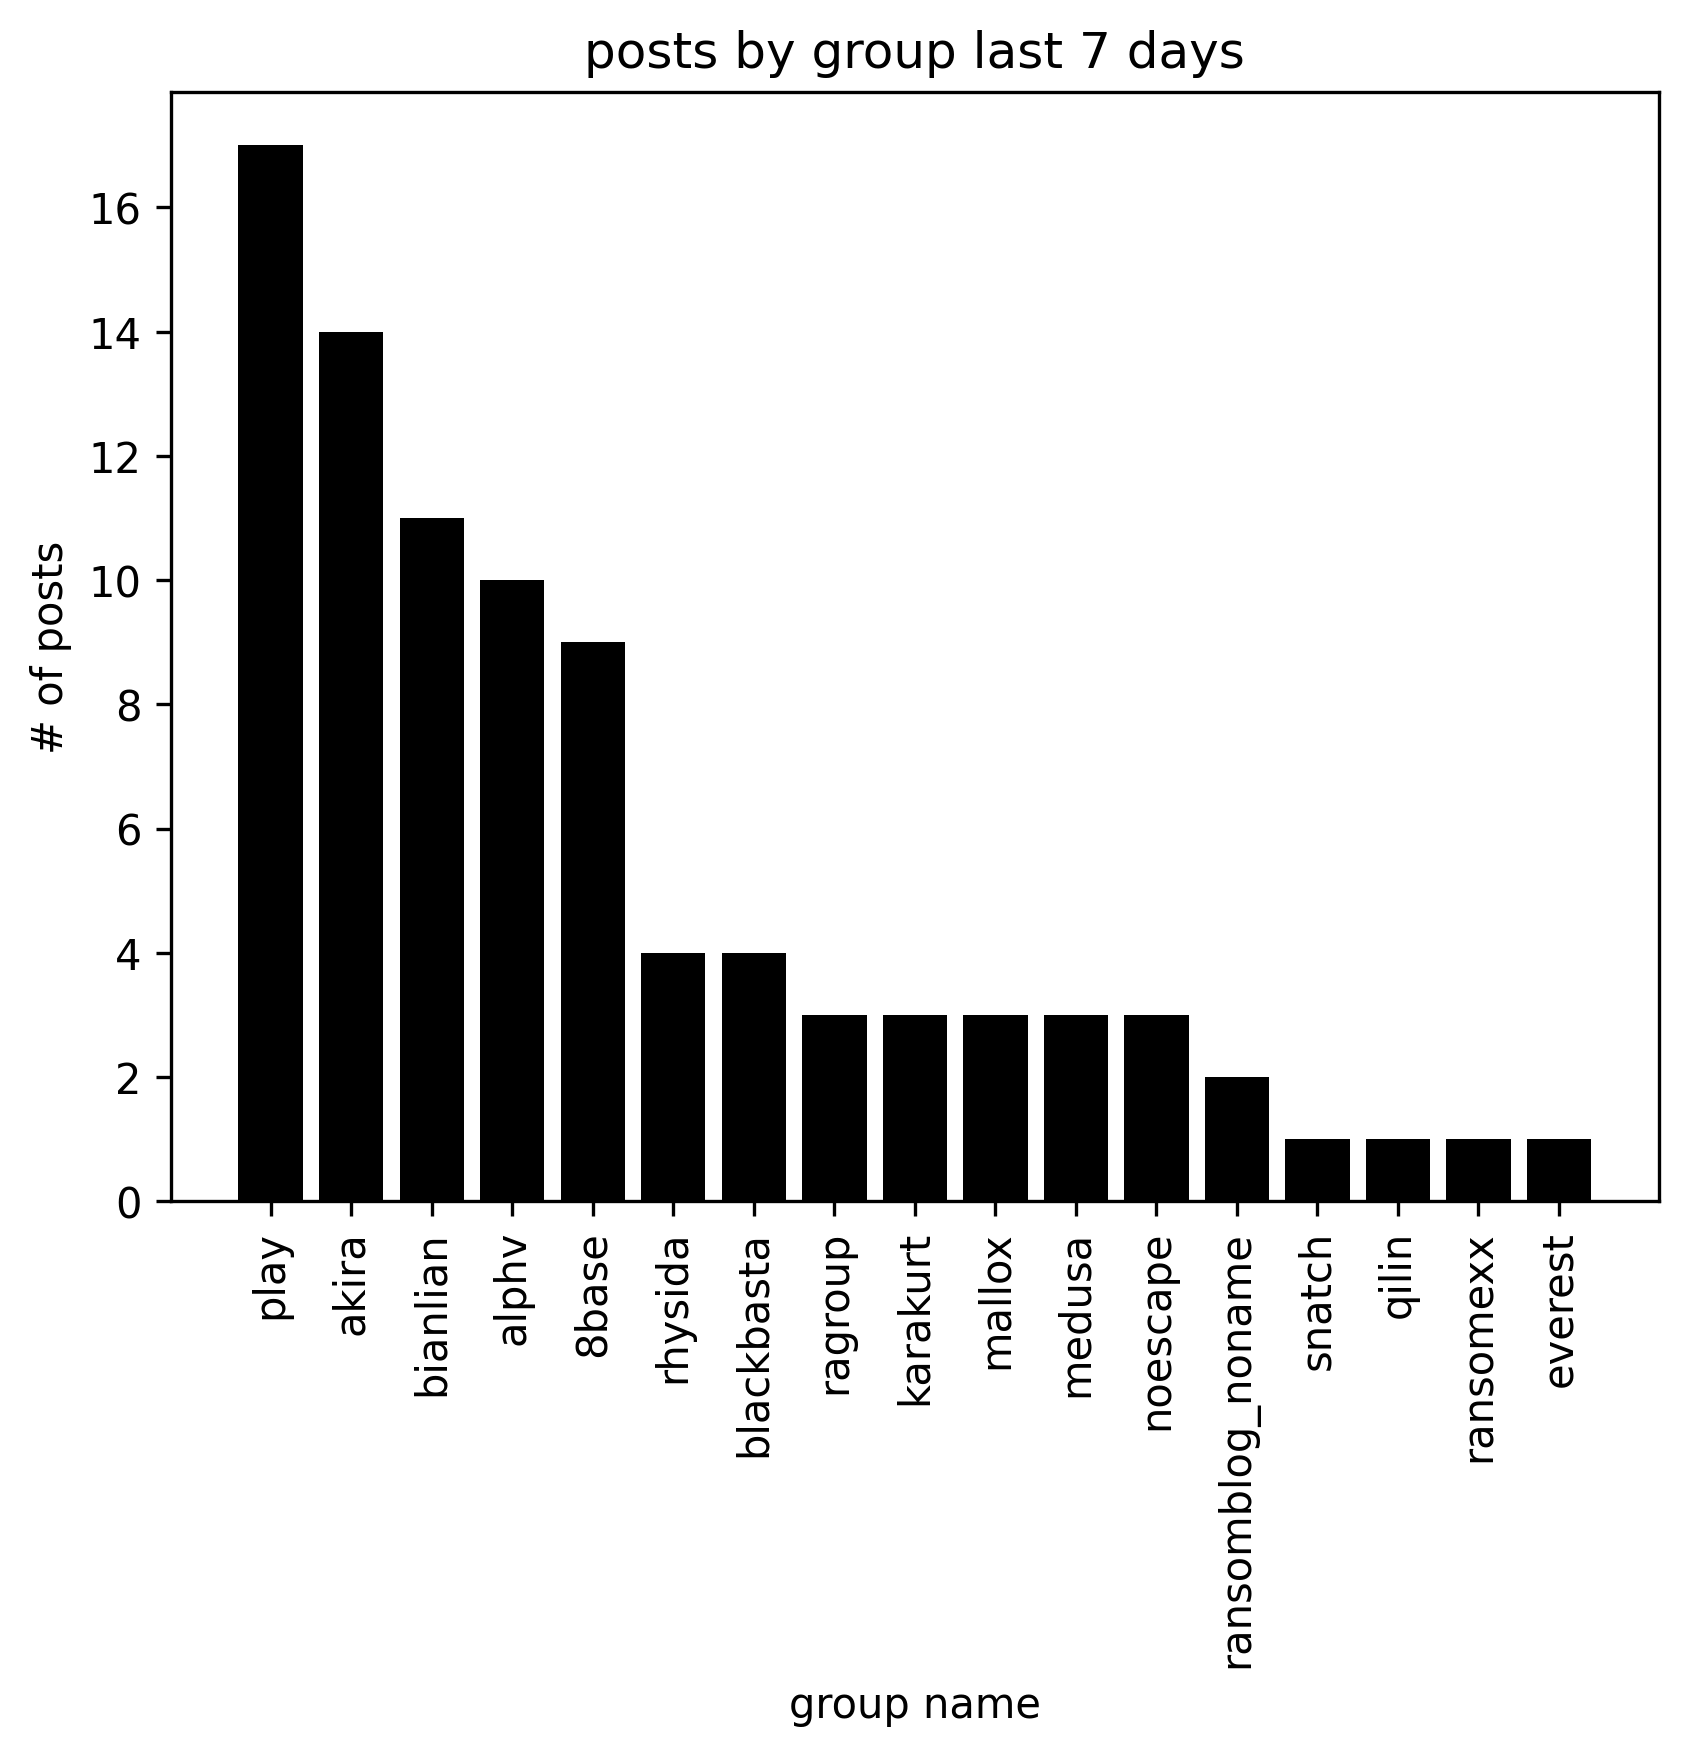 posts by group last 7 days
# of posts
16
14
12
10
8
6
4
2
0
play
akira
bianlian
alphv
8base
rhysida
blackbasta
ragroup
karakurt
mallox
medusa
noescape
ransomblog_noname
snatch
qilin
ransomexx
everest
group name